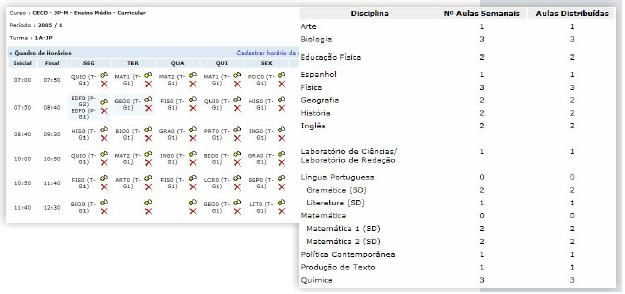 Curso : CECD - JP-M - Ensino Médio - Curricular
Período : 2005 / 1
Turma : 1A-JP
Quadro de Horários Cadastrar horário da
Inicial Final SEG TER QUA QUI SEX
07:00 07:50 QUI0 (T-G1) MAT1 (T-G1) MAT2 (T-G1) MAT1 (T-G1) POC0 (T-G1)
07:50 08:40 EDF0 (P-G2) EDF0 (P-G1) GEO0 (T-G1) FIS0 (T-G1) QUI0 (T-G1) HIS0 (T-G1)
08:40 09:30 HIS0 (T-G1) BIO0 (T-G1) GRA0 (T-G1) PRT0 (T-G1) ING0 (T-G1)
10:00 10:50 QUI0 (T-G1) MAT2 (T-G1) ING0 (T-G1) BIO0 (T-G1) GRA0 (T-G1)
10:50 11:40 FIS0 (T-G1) ART0 (T-G1) FIS0 (T-G1) LCR0 (T-G1) ESP0 (T-G1)
11:40 12:30 BIO0 (T-G1) GEO0 (T-G1) LIT0 (T-G1)
Disciplina Nº Aulas Semanais Aulas Distribuídas
Arte 1 1
Biologia 3 3
Educação Física 2 2
Espanhol 1 1
Física 3 3
Geografia 2 2
História 2 2
Inglês 2 2
Laboratório de Ciências/
Laboratório de Redação 1 1
Língua Portuguesa 0 0
Gramática (SD) 2 2
Literatura (SD) 1 1
Matemática 0 0
Matemática 1 (SD) 2 2
Matemática 2 (SD) 2 2
Política Contemporânea 1 1
Produção de Texto 1 1
Química 3 3